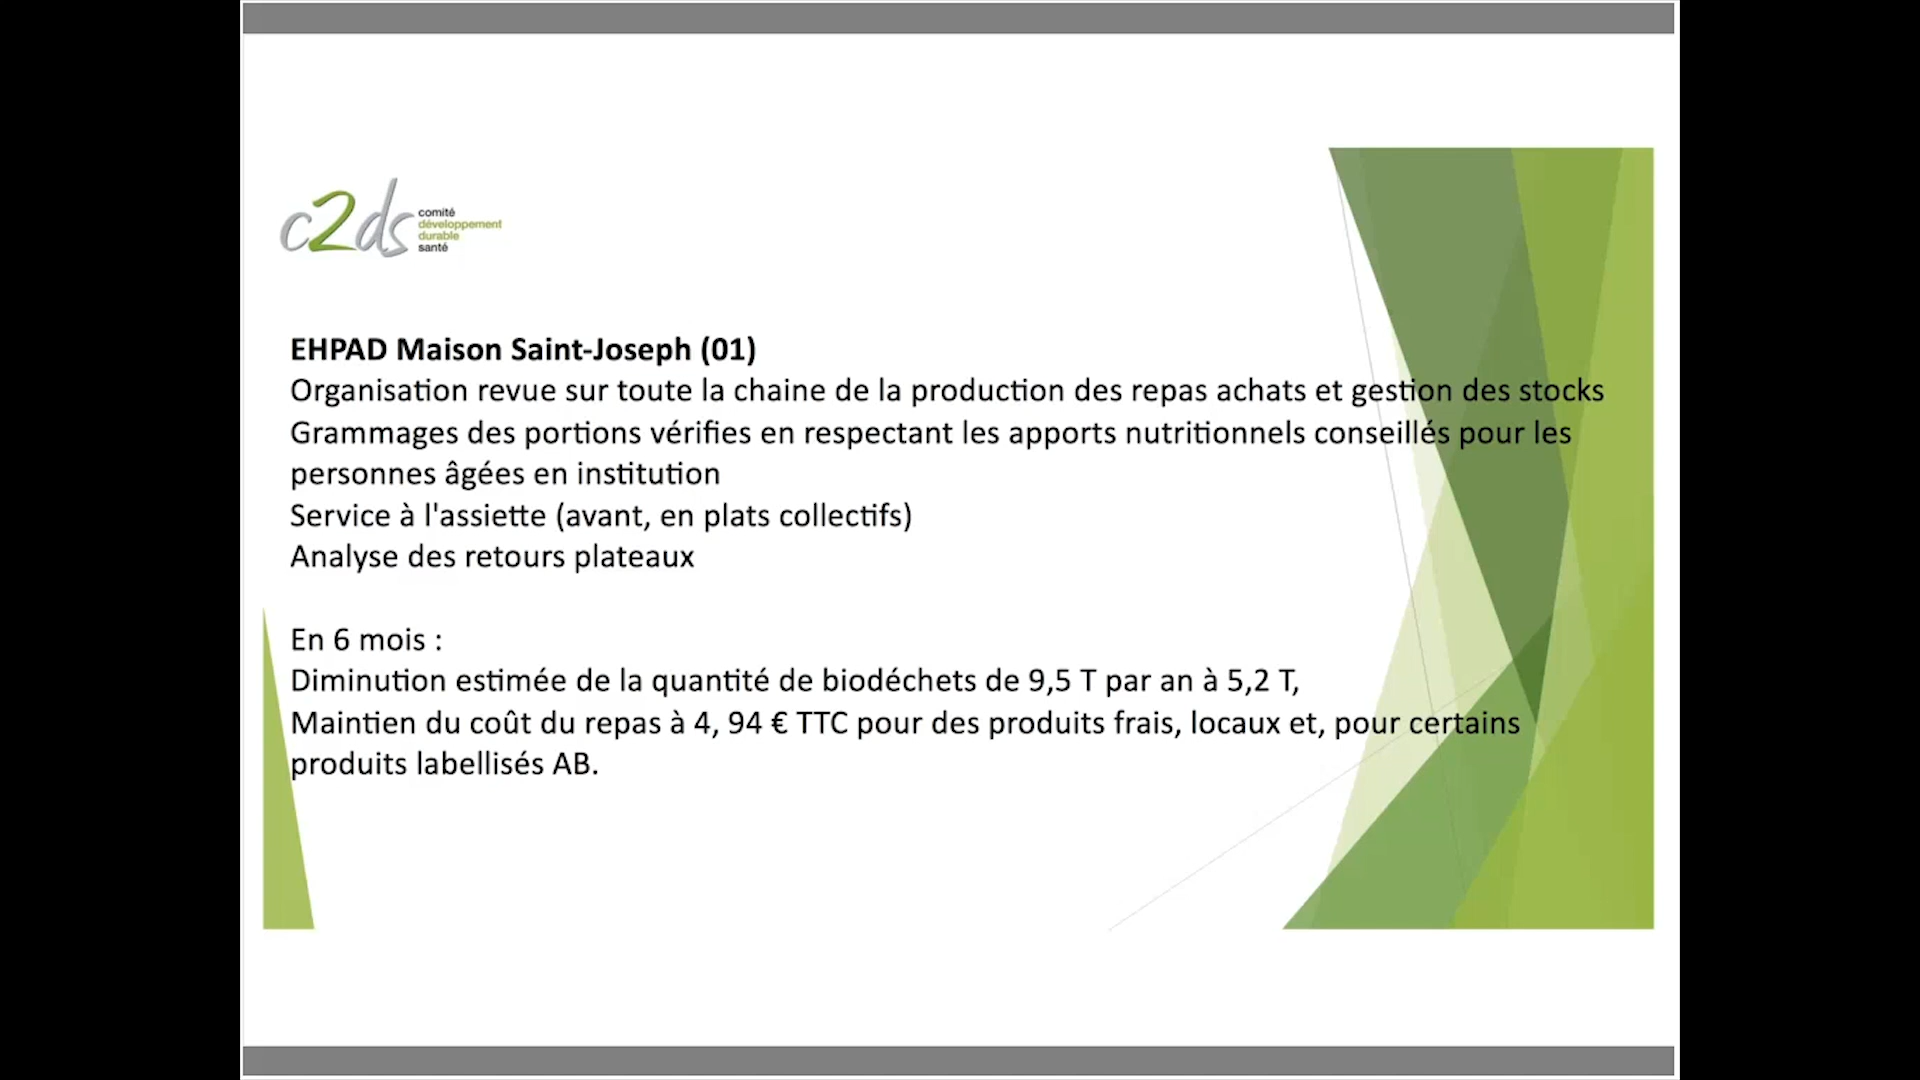 c2ds
comité
développement
durable
santé
EHPAD Maison Saint-Joseph (01)
Organisation revue sur toute la chaine de la production des repas achats et gestion des stocks
Grammages des portions vérifies en respectant les apports nutritionnels conseillés pour les
personnes âgées en institution
Service à l'assiette (avant, en plats collectifs)
Analyse des retours plateaux
En 6 mois :
Diminution estimée de la quantité de biodéchets de 9,5 T par an à 5,2 T,
Maintien du coût du repas à 4, 94 € TTC pour des produits frais, locaux et, pour certains
produits labellisés AB.